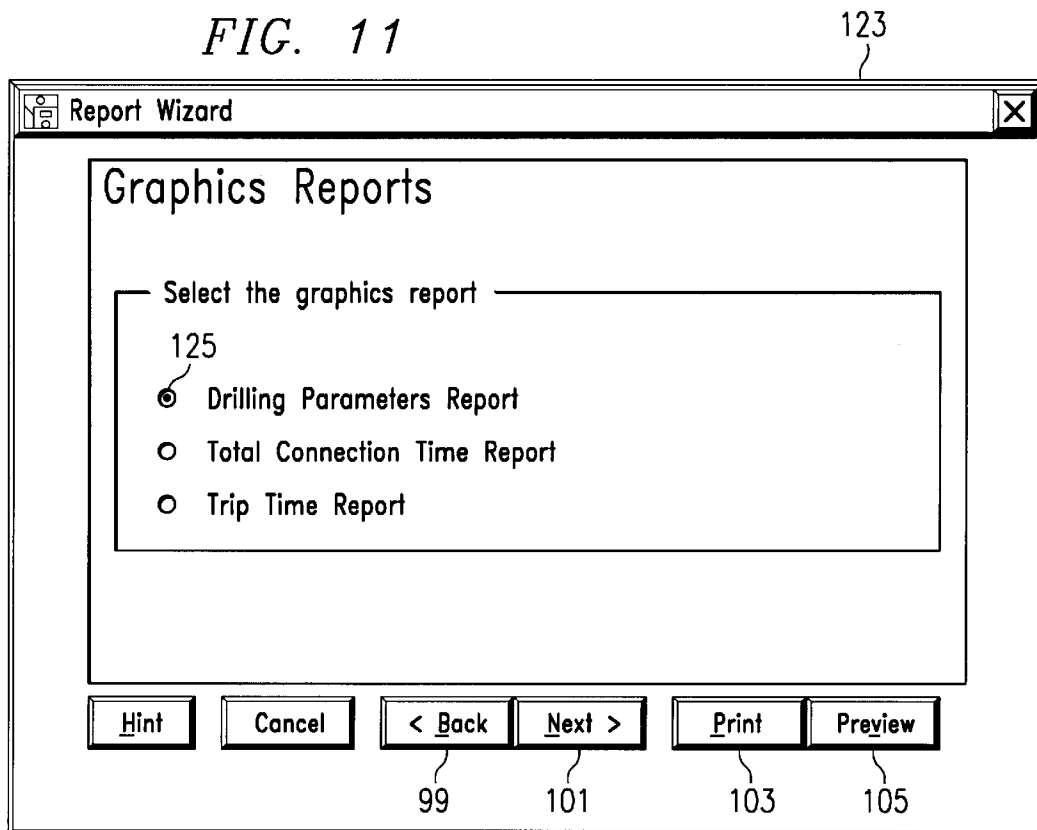 FIG. 11
123
Report Wizard
Graphics Reports
Select the graphics report
125
Drilling Parameters Report
Total Connection Time Report
Trip Time Report
Hint Cancel < Back Next > Print Preview
99 101 103 105